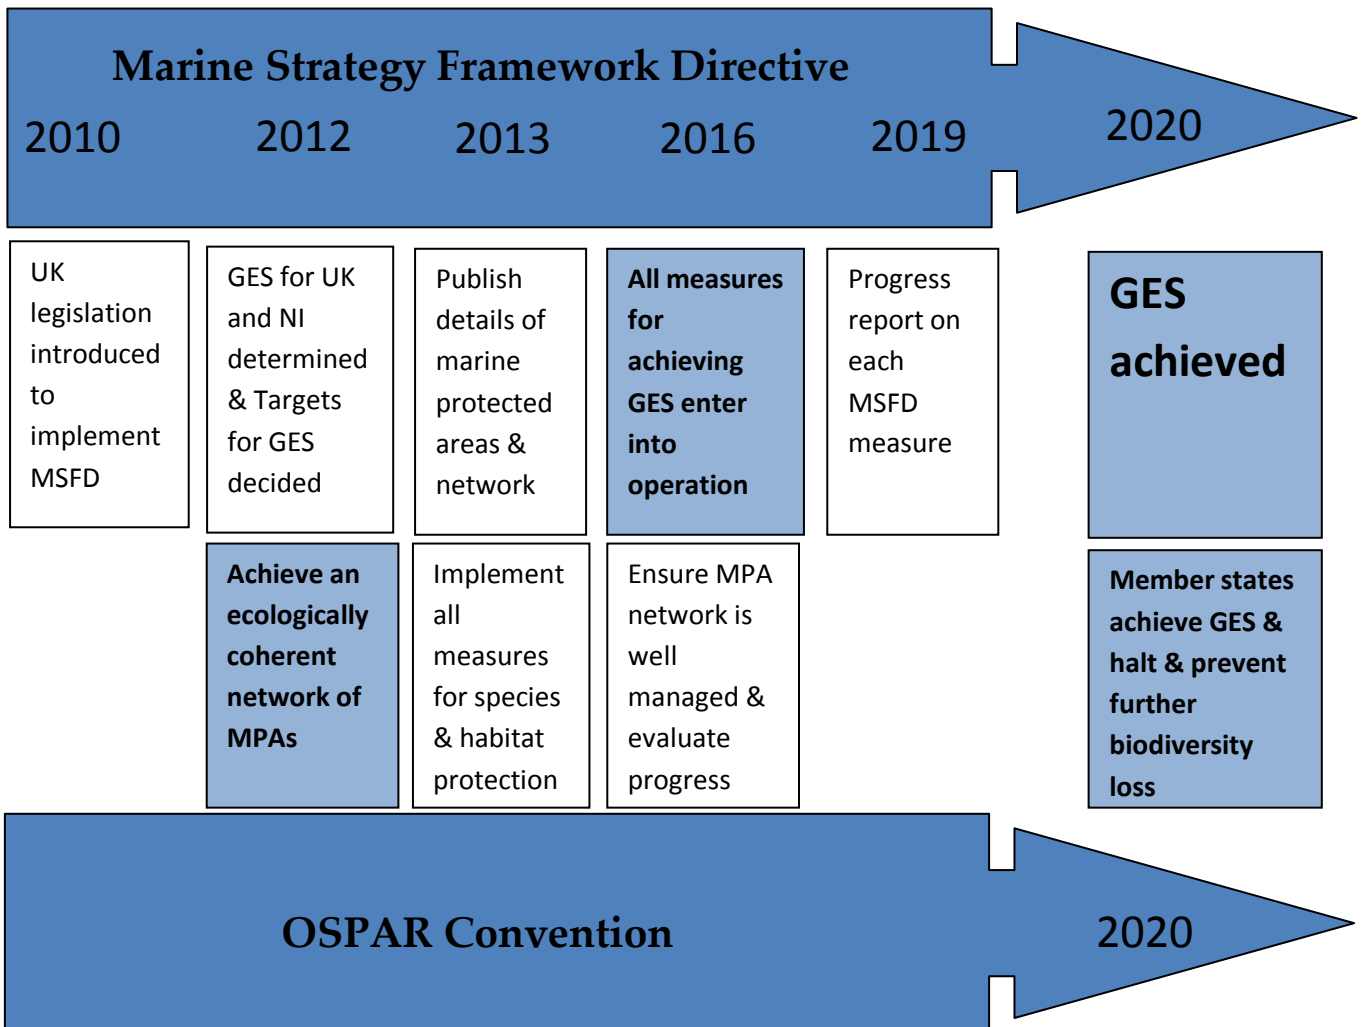 Marine Strategy Framework Directive
2010
2012
2013
2016
2019
2020
UK
legislation
introduced
to
implement
MSFD
GES for UK
and NI
determined
& Targets
for GES
decided
Publish
details of
marine
protected
areas &
network
All measures
for
achieving
GES enter
into
operation
Progress
report on
each
MSFD
measure
GES
achieved
Achieve an
ecologically
coherent
network of
MPAs
Implement
all
measures
for species
& habitat
protection
Ensure MPA
network is
well
managed &
evaluate
progress
Member states
achieve GES &
halt & prevent
further
biodiversity
loss
OSPAR Convention
2020